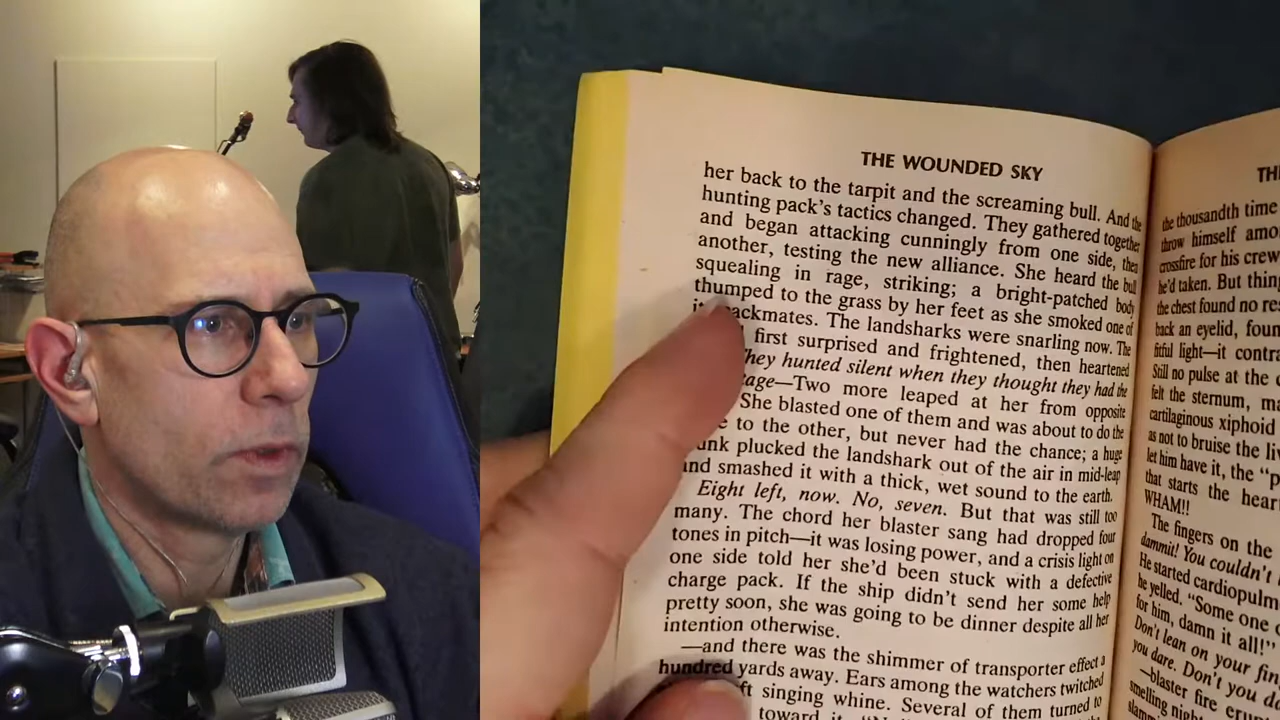 THE WOUNDED SKY
her back to the tarpit and the screaming bull. And the
hunting pack's tactics changed. They gathered together
and began attacking cunningly from one side, then
another, testing the new alliance. She heard the bull
squealing in rage, striking; a bright-patched body
thumped to the grass by her feet as she smoked one of
packmates. The landsharks were snarling now. The
first surprised and frightened, then heartened
They hunted silent when they thought they had the
—Two more leaped at her from opposite
She blasted one of them and was about to do the
to the other, but never had the chance; a huge
plucked the landshark out of the air in mid-leap
and smashed it with a thick, wet sound to the earth.
Eight left, now. No, seven. But that was still too
many. The chord her blaster sang had dropped four
tones in pitch—it was losing power, and a crisis light on
one side told her she'd been stuck with a defective
charge pack. If the ship didn't send her some help
pretty soon, she was going to be dinner despite all her
intention otherwise.
—and there was the shimmer of transporter effect a
hundred yards away. Ears among the watchers twitched
singing whine. Several of them turned to
toward it.
the thousandth time
throw himself
crossfire for his crew
he'd taken. But
the chest found no
back an eyelid,
fitful light—it
Still no pulse at the
felt the sternum,
cartilaginous xiphoid
as not to bruise the
let him have it, the
that starts the
WHAM!!
The fingers on the
dammit! You couldn't
He started
he yelled. "Some one
for him, damn it all!"
Don't lean on your
you dare. Don't you
—blaster fire
smelling